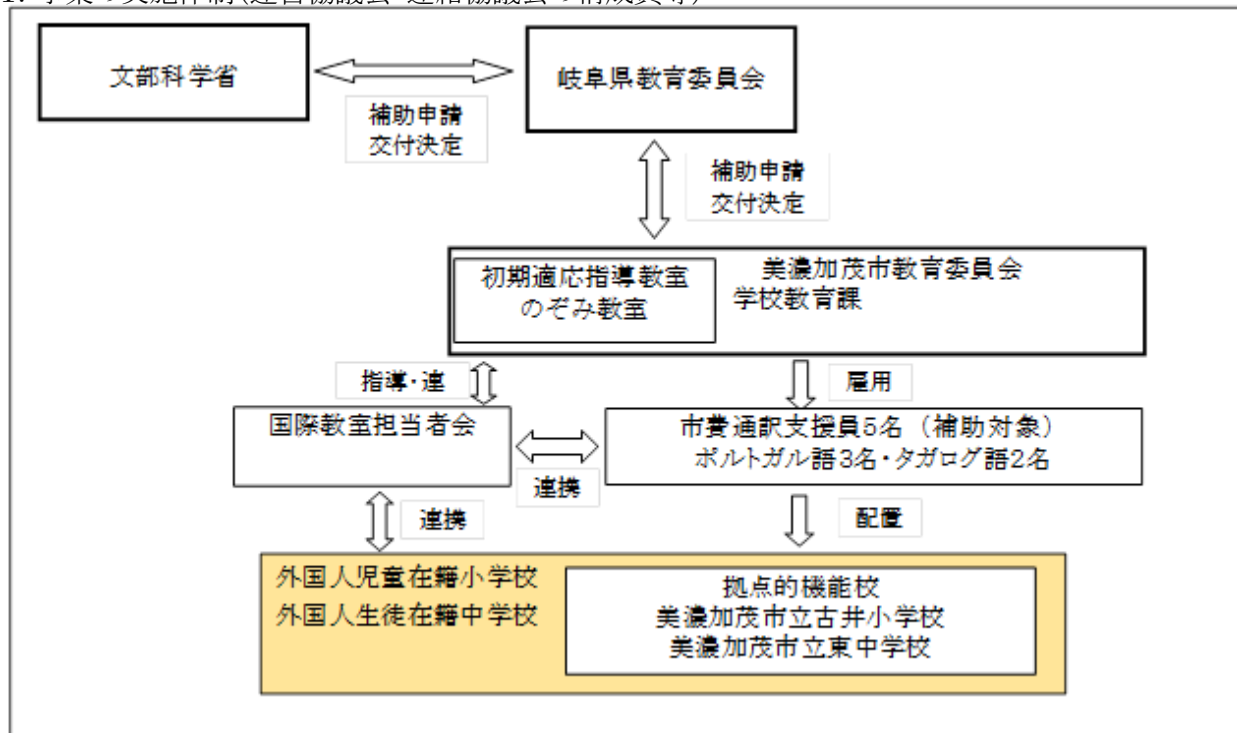 文部科学省
岐阜県教育委員会
補助申請
交付決定
補助申請
交付決定
初期適応指導教室
のぞみ教室
美濃加茂市教育委員会
学校教育課
指導・連
雇用
国際教室担当者会
市費通訳支援員5名（補助対象）
ポルトガル語3名・タガログ語2名
連携
連携
配置
外国人児童在籍小学校
外国人生徒在籍中学校
拠点的機能校
美濃加茂市立古井小学校
美濃加茂市立東中学校